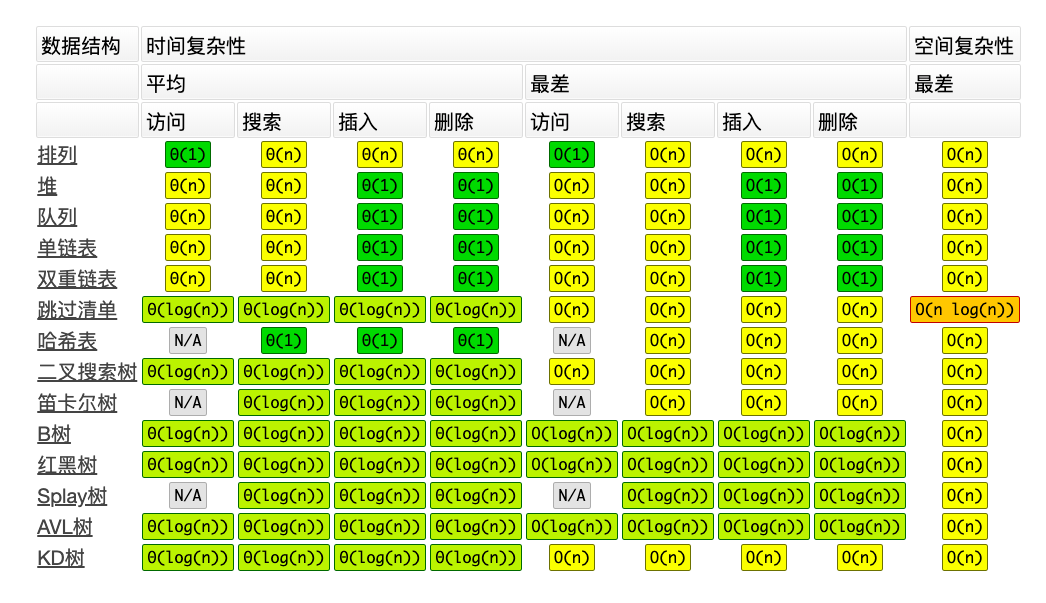 数据结构 时间复杂性 空间复杂性
平均 最差 最差
访问 搜索 插入 删除 访问 搜索 插入 删除
排列 θ(1) θ(n) θ(n) θ(n) O(1) O(n) O(n) O(n) O(n)
堆 θ(n) θ(n) θ(1) θ(1) O(n) O(n) O(1) O(1) O(n)
队列 θ(n) θ(n) θ(1) θ(1) O(n) O(n) O(1) O(1) O(n)
单链表 θ(n) θ(n) θ(1) θ(1) O(n) O(n) O(1) O(1) O(n)
双重链表 θ(n) θ(n) θ(1) θ(1) O(n) O(n) O(1) O(1) O(n)
跳过清单 θ(log(n)) θ(log(n)) θ(log(n)) θ(log(n)) O(n) O(n) O(n) O(n) O(n log(n))
哈希表 N/A θ(1) θ(1) θ(1) N/A O(n) O(n) O(n) O(n)
二叉搜索树 θ(log(n)) θ(log(n)) θ(log(n)) θ(log(n)) O(n) O(n) O(n) O(n) O(n)
笛卡尔树 N/A θ(log(n)) θ(log(n)) θ(log(n)) N/A O(n) O(n) O(n) O(n)
B树 θ(log(n)) θ(log(n)) θ(log(n)) θ(log(n)) O(log(n)) O(log(n)) O(log(n)) O(log(n)) O(n)
红黑树 θ(log(n)) θ(log(n)) θ(log(n)) θ(log(n)) O(log(n)) O(log(n)) O(log(n)) O(log(n)) O(n)
Splay树 N/A θ(log(n)) θ(log(n)) θ(log(n)) N/A O(log(n)) O(log(n)) O(log(n)) O(n)
AVL树 θ(log(n)) θ(log(n)) θ(log(n)) θ(log(n)) O(log(n)) O(log(n)) O(log(n)) O(log(n)) O(n)
KD树 θ(log(n)) θ(log(n)) θ(log(n)) θ(log(n)) O(n) O(n) O(n) O(n) O(n)